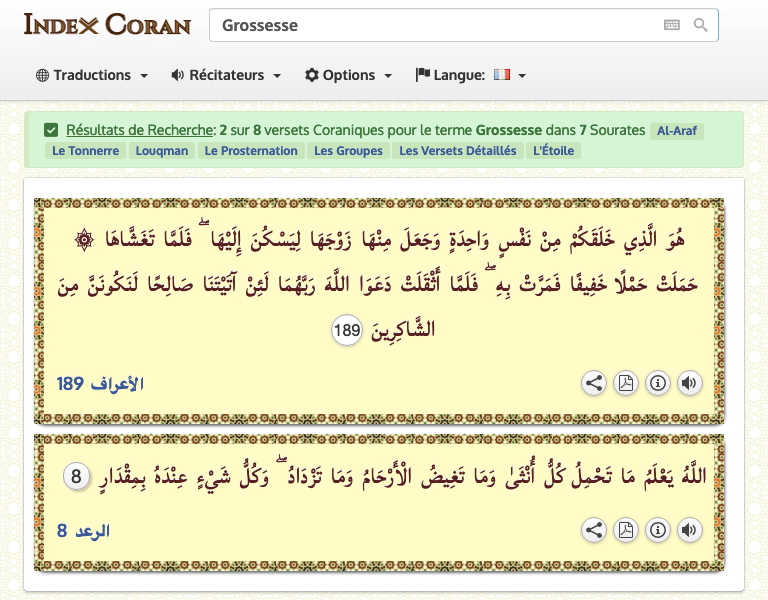 INDEX CORAN
Grossesse
Traductions Récitateurs Options Langue:
Résultats de Recherche: 2 sur 8 versets Coraniques pour le terme Grossesse dans 7 Sourates Al-Araf
Le Tonnerre Louqman Le Prosternation Les Groupes Les Versets Détaillés L'Étoile
هُوَ الَّذِي خَلَقَكُمْ مِنْ نَفْسٍ وَاحِدَةٍ وَجَعَلَ مِنْهَا زَوْجَهَا لِيَسْكُنَ إِلَيْهَا ۖ فَلَمَّا تَغَشَّاهَا ۞
حَمَلَتْ حَمْلًا خَفِيفًا فَمَرَّتْ بِهِ ۖ فَلَمَّا أَثْقَلَتْ دَعَوَا اللَّهَ رَبَّهُمَا لَئِنْ آتَيْتَنَا صَالِحًا لَنَكُونَنَّ مِنَ
الشَّاكِرِينَ 189
الأعراف 189
اللَّهُ يَعْلَمُ مَا تَحْمِلُ كُلُّ أُنْثَىٰ وَمَا تَغِيضُ الْأَرْحَامُ وَمَا تَزْدَادُ ۖ وَكُلُّ شَيْءٍ عِنْدَهُ بِمِقْدَارٍ 8
الرعد 8